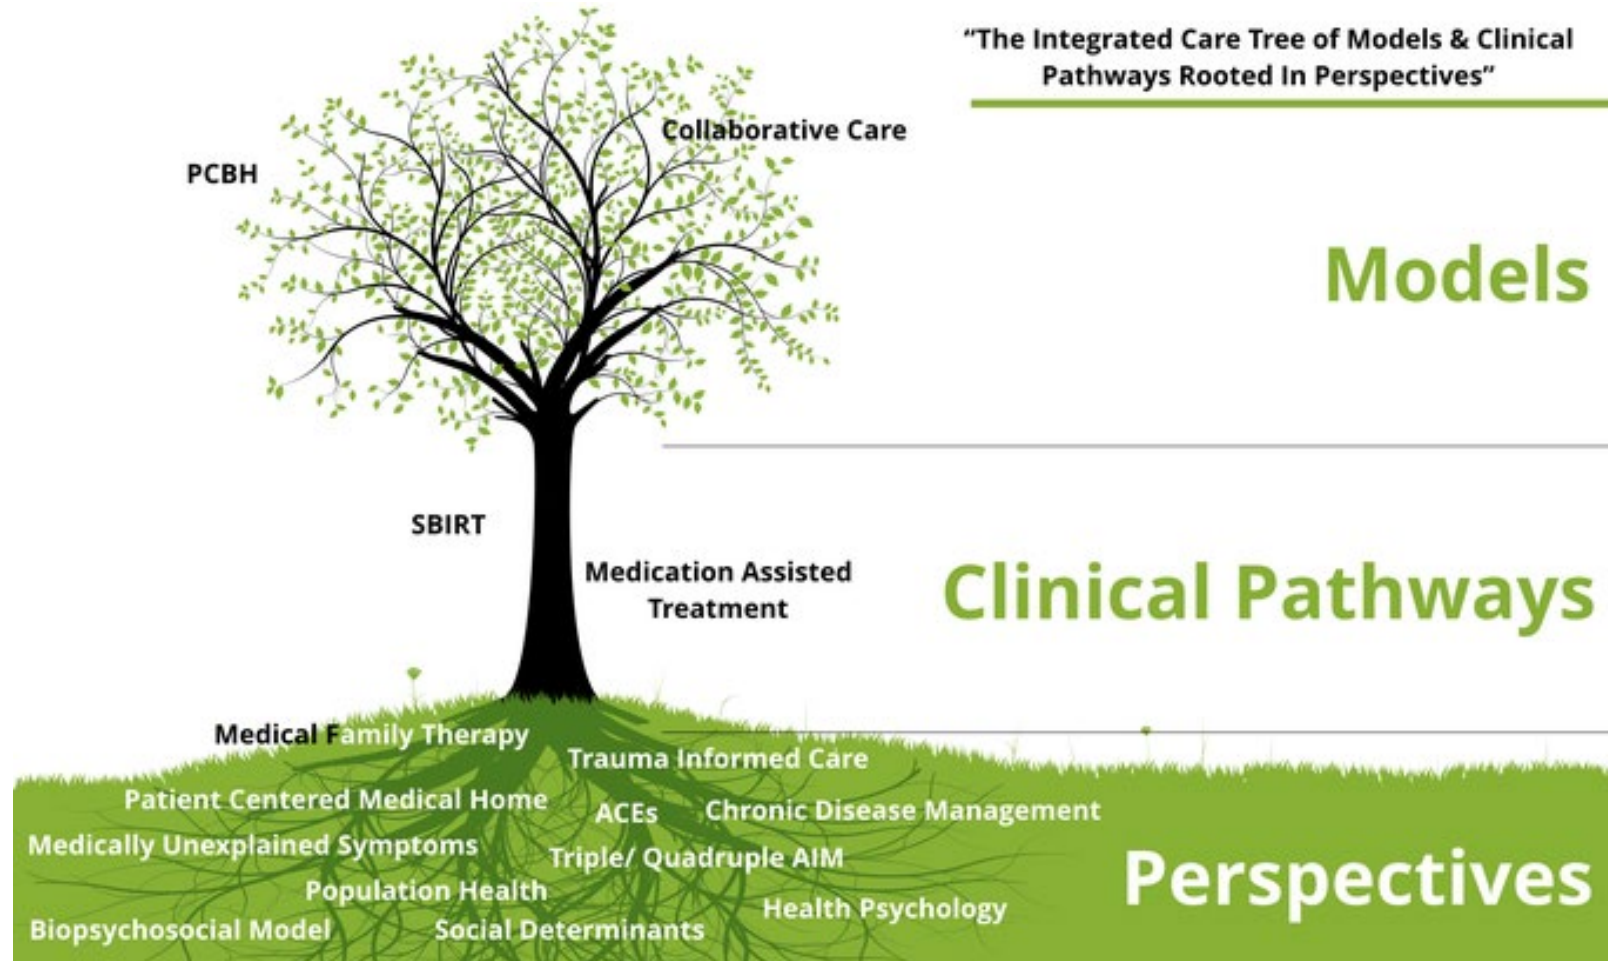 “The Integrated Care Tree of Models & Clinical
Pathways Rooted In Perspectives”
Collaborative Care
PCBH
Models
SBIRT
Medication Assisted
Treatment
Clinical Pathways
Medical Family Therapy
Trauma Informed Care
Patient Centered Medical Home
ACEs
Chronic Disease Management
Medically Unexplained Symptoms
Triple/ Quadruple AIM
Perspectives
Population Health
Health Psychology
Biopsychosocial Model
Social Determinants